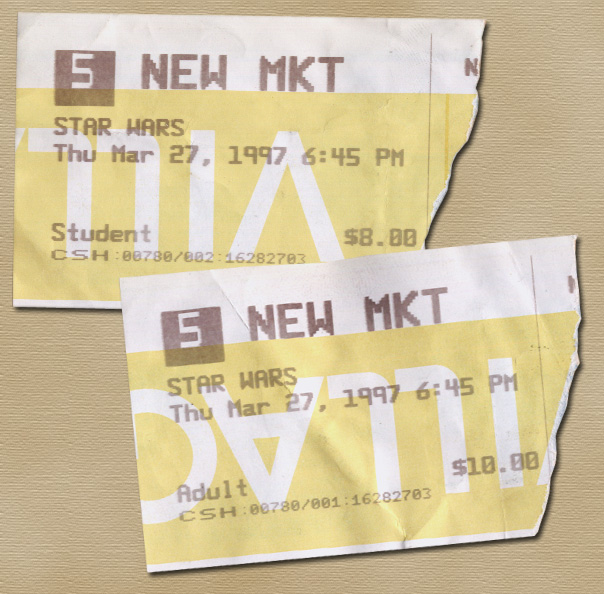 5 NEW MKT N
STAR WARS
Thu Mar 27, 1997 6:45 PM
VILL
Student $8.00
CSH:00780/002:16282703
5 NEW MKT
STAR WARS
Thu Mar 27, 1997 6:45 PM
VILLAC
Adult $10.00
CSH:00780/001:16282703